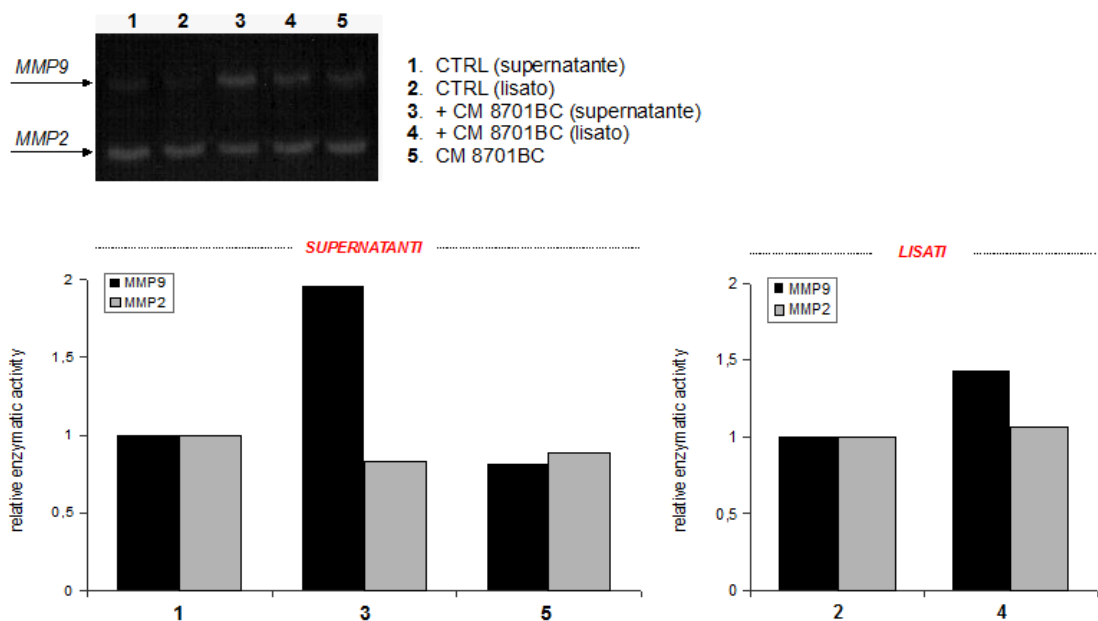 1 2 3 4 5
MMP9
MMP2
1. CTRL (supernatante)
2. CTRL (lisato)
3. + CM 8701BC (supernatante)
4. + CM 8701BC (lisato)
5. CM 8701BC
SUPERNATANTI
relative enzymatic activity
2
1,5
1
0,5
0
MMP9
MMP2
1 3 5
LISATI
relative enzymatic activity
2
1,5
1
0,5
0
MMP9
MMP2
2 4